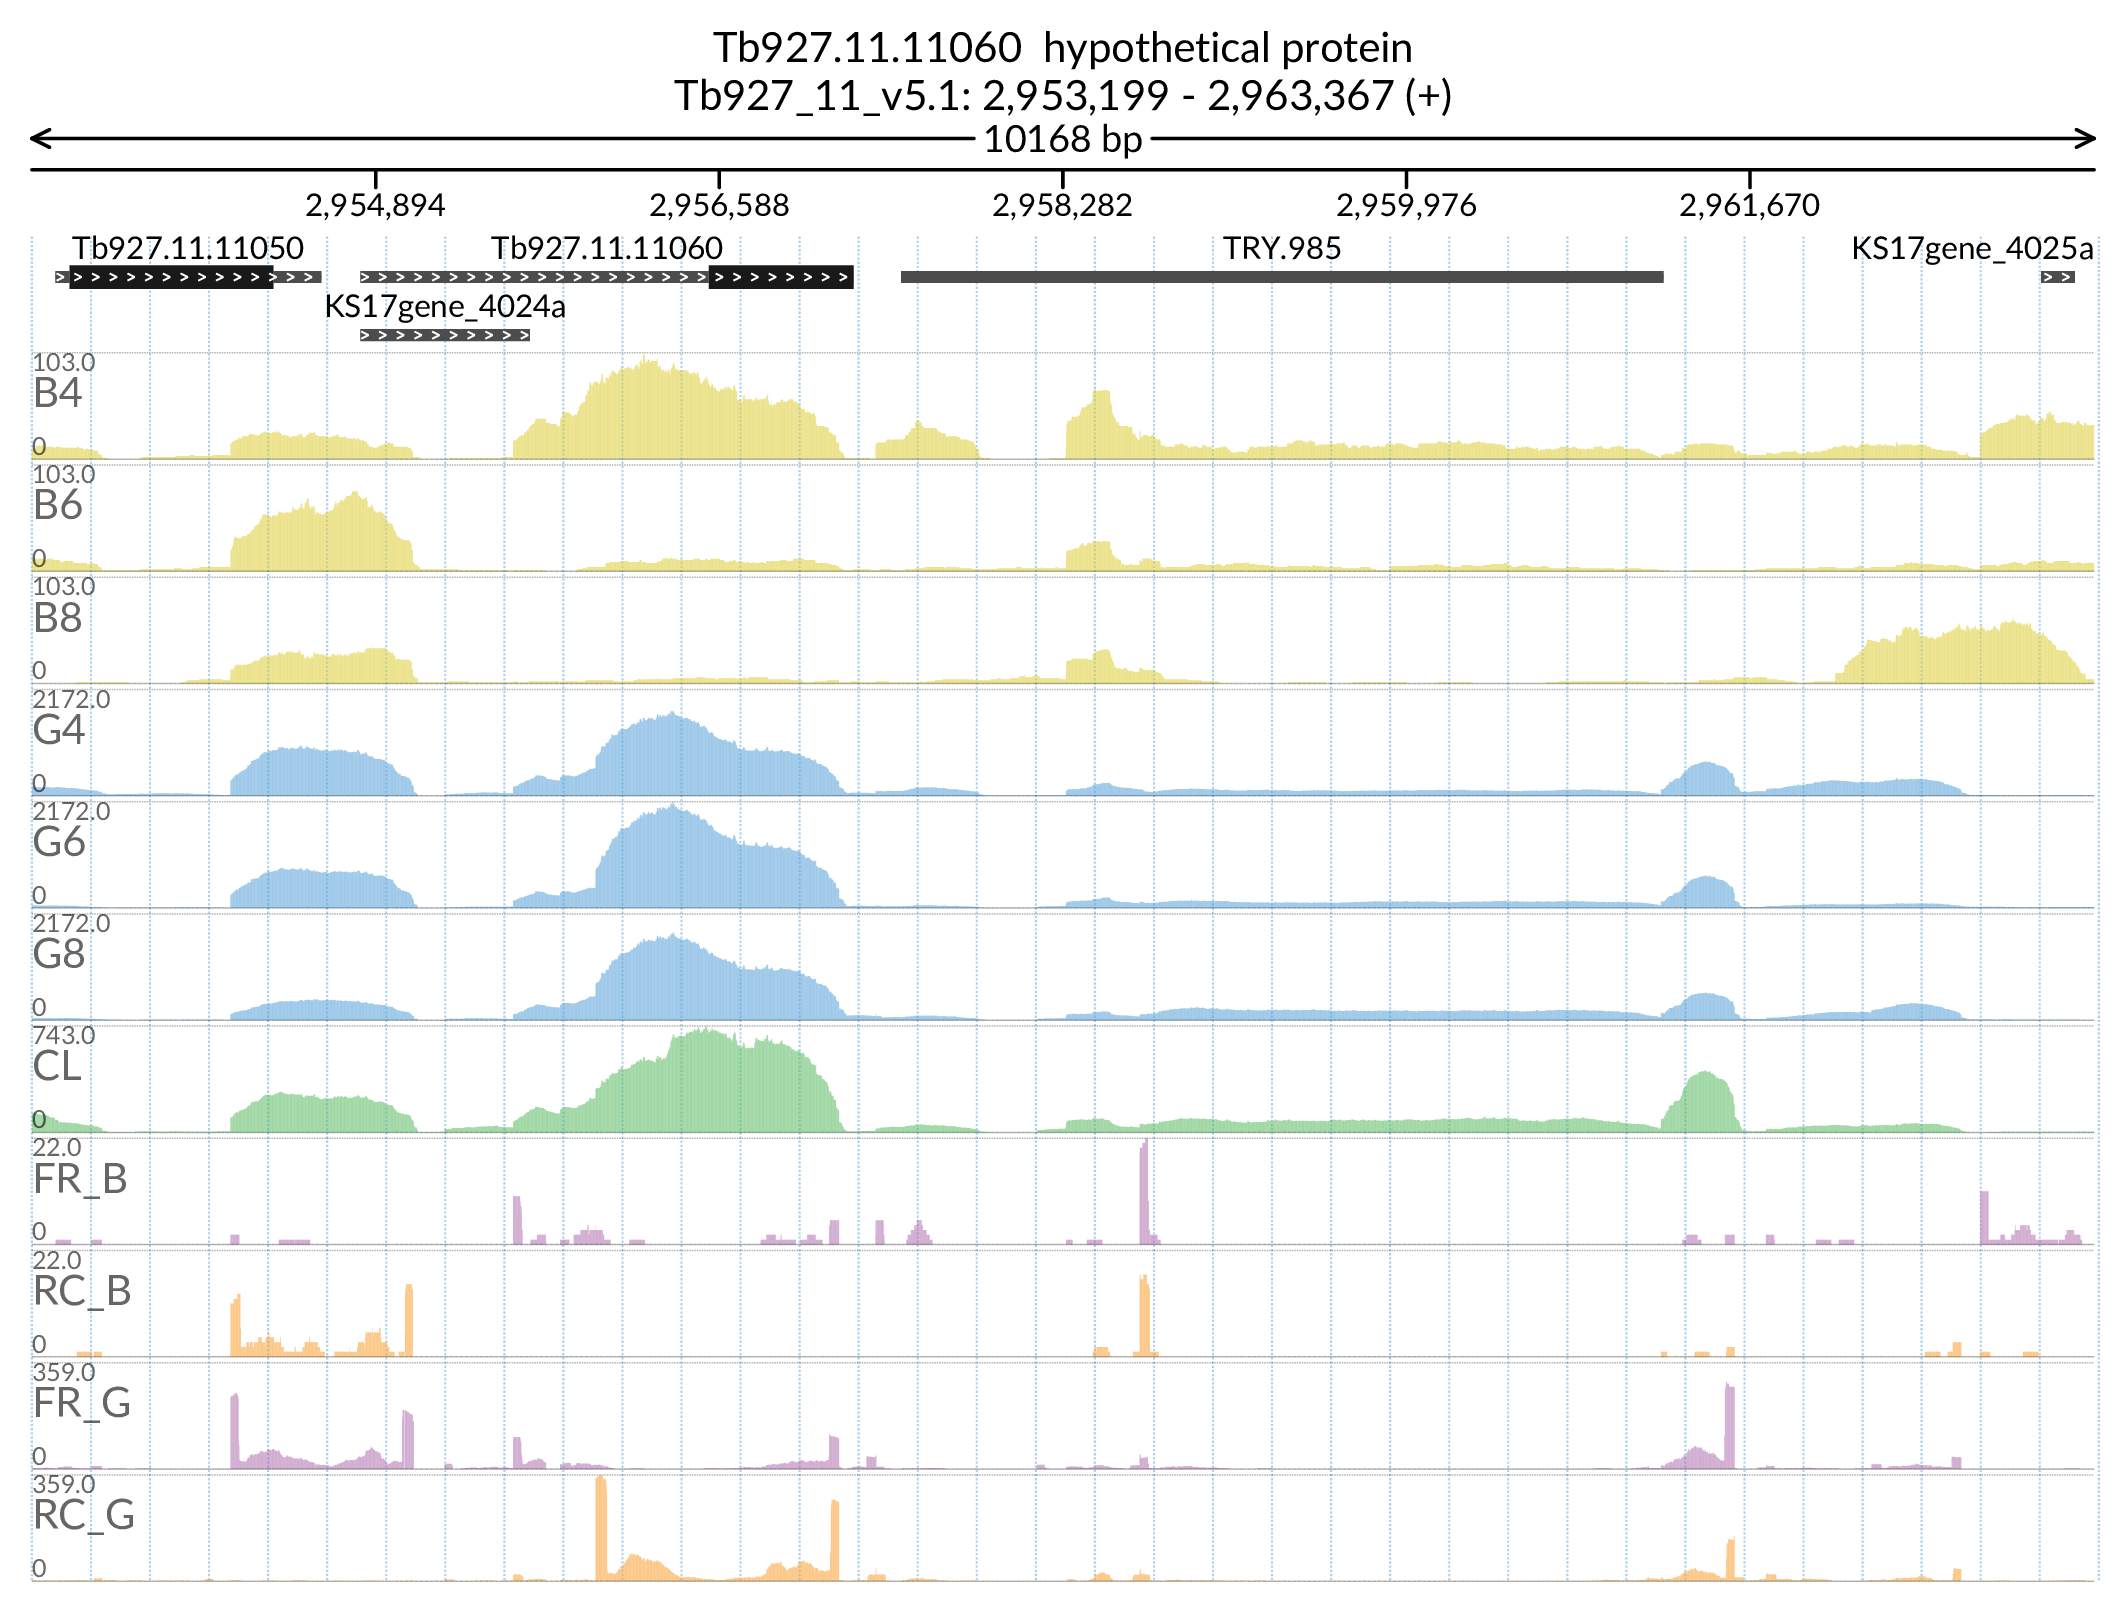 Tb927.11.11060 hypothetical protein
Tb927_11_v5.1: 2,953,199 - 2,963,367 (+)
10168 bp
2,954,894 2,956,588 2,958,282 2,959,976 2,961,670
Tb927.11.11050 Tb927.11.11060 TRY.985 KS17gene_4025a
KS17gene_4024a
103.0
B4
0
103.0
B6
0
103.0
B8
0
2172.0
G4
0
2172.0
G6
0
2172.0
G8
0
743.0
CL
0
22.0
FR_B
0
22.0
RC_B
0
359.0
FR_G
0
359.0
RC_G
0